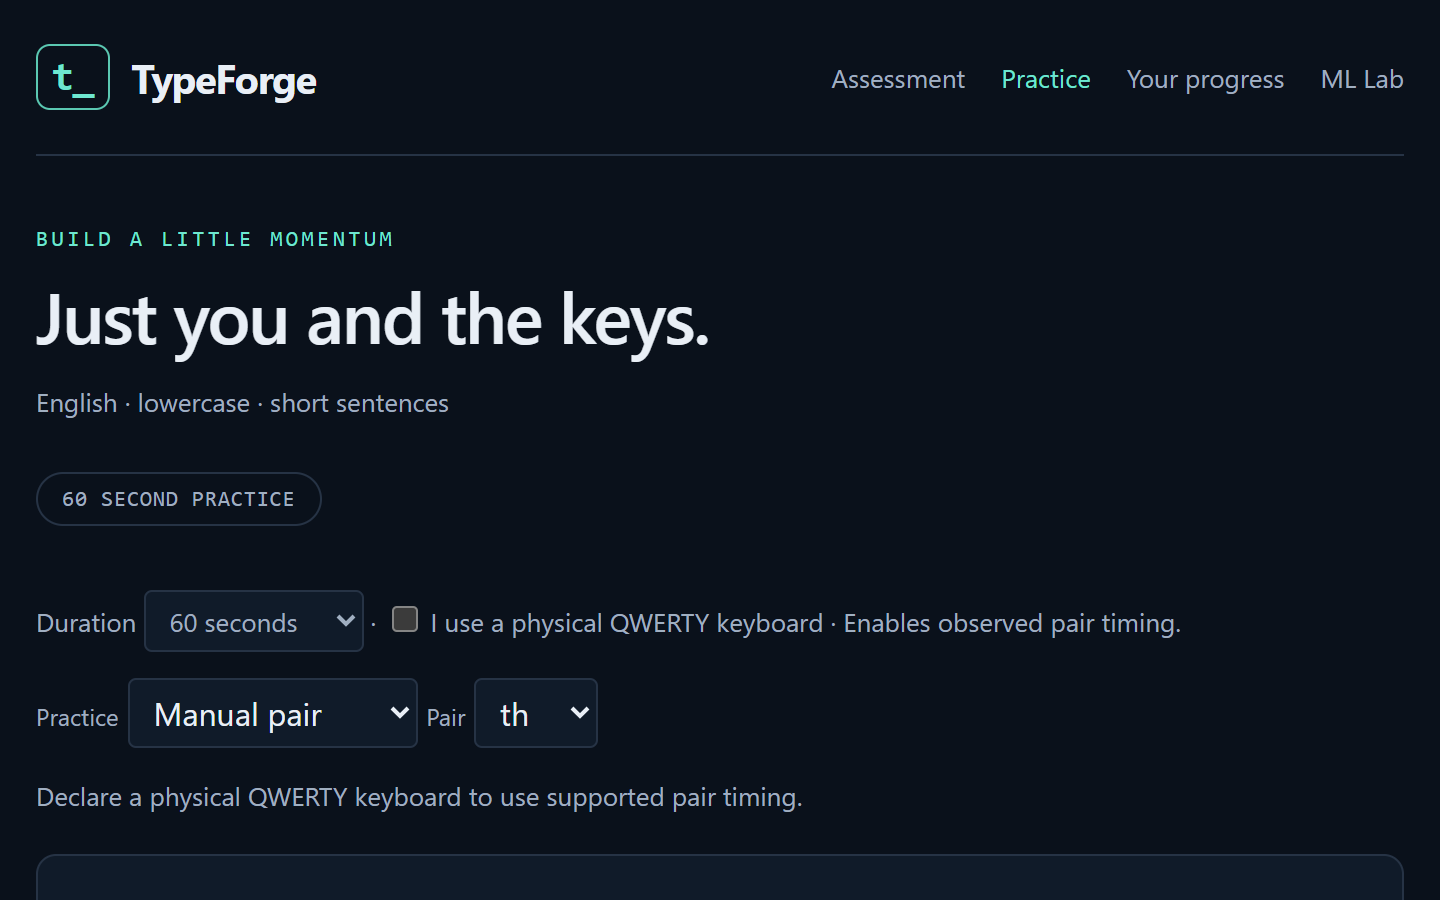 t_ TypeForge Assessment Practice Your progress ML Lab
BUILD A LITTLE MOMENTUM
Just you and the keys.
English · lowercase · short sentences
60 SECOND PRACTICE
Duration 60 seconds · I use a physical QWERTY keyboard · Enables observed pair timing.
Practice Manual pair Pair th
Declare a physical QWERTY keyboard to use supported pair timing.